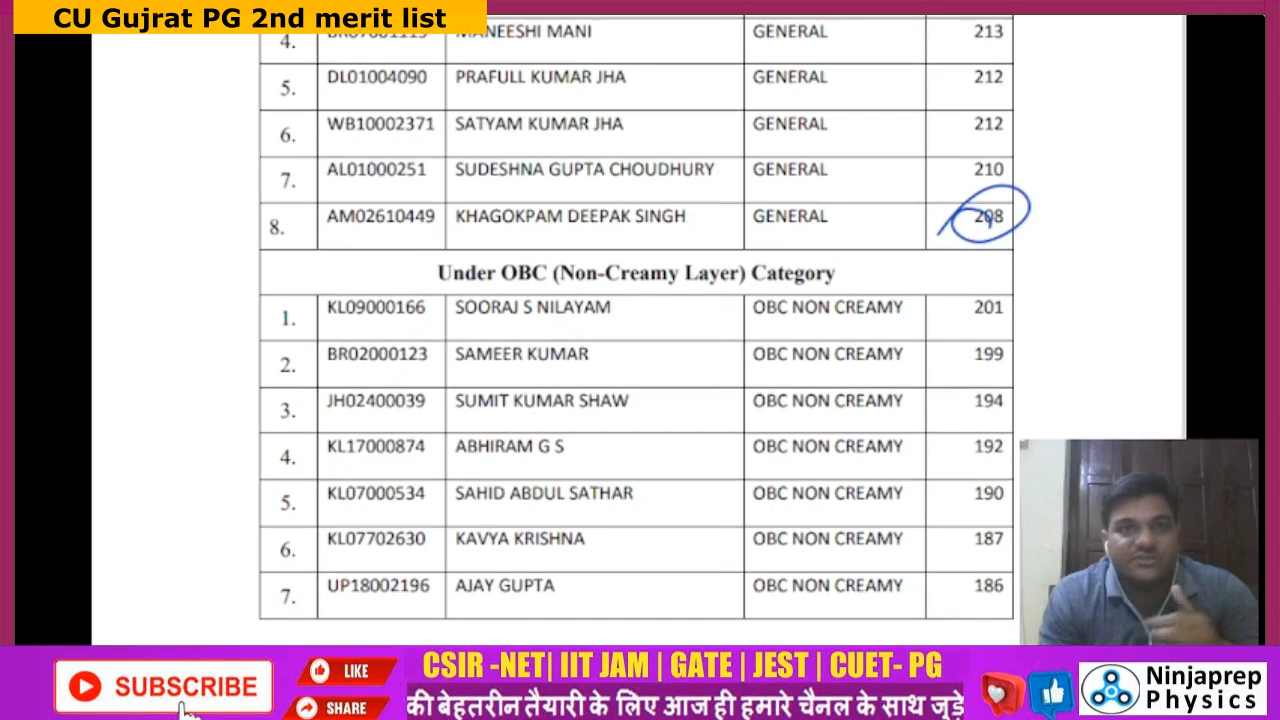 CU Gujrat PG 2nd merit list
4. MANEESHI MANI GENERAL 213
5. DL01004090 PRAFULL KUMAR JHA GENERAL 212
6. WB10002371 SATYAM KUMAR JHA GENERAL 212
7. AL01000251 SUDESHNA GUPTA CHOUDHURY GENERAL 210
8. AM02610449 KHAGOKPAM DEEPAK SINGH GENERAL 208
Under OBC (Non-Creamy Layer) Category
1. KL09000166 SOORAJ S NILAYAM OBC NON CREAMY 201
2. BR02000123 SAMEER KUMAR OBC NON CREAMY 199
3. JH02400039 SUMIT KUMAR SHAW OBC NON CREAMY 194
4. KL17000874 ABHIRAM G S OBC NON CREAMY 192
5. KL07000534 SAHID ABDUL SATHAR OBC NON CREAMY 190
6. KL07702630 KAVYA KRISHNA OBC NON CREAMY 187
7. UP18002196 AJAY GUPTA OBC NON CREAMY 186
SUBSCRIBE
LIKE
SHARE
CSIR -NET| IIT JAM | GATE | JEST | CUET- PG
की बेहतरीन तैयारी के लिए आज ही हमारे चैनल के साथ जूड़े
Ninjaprep
Physics